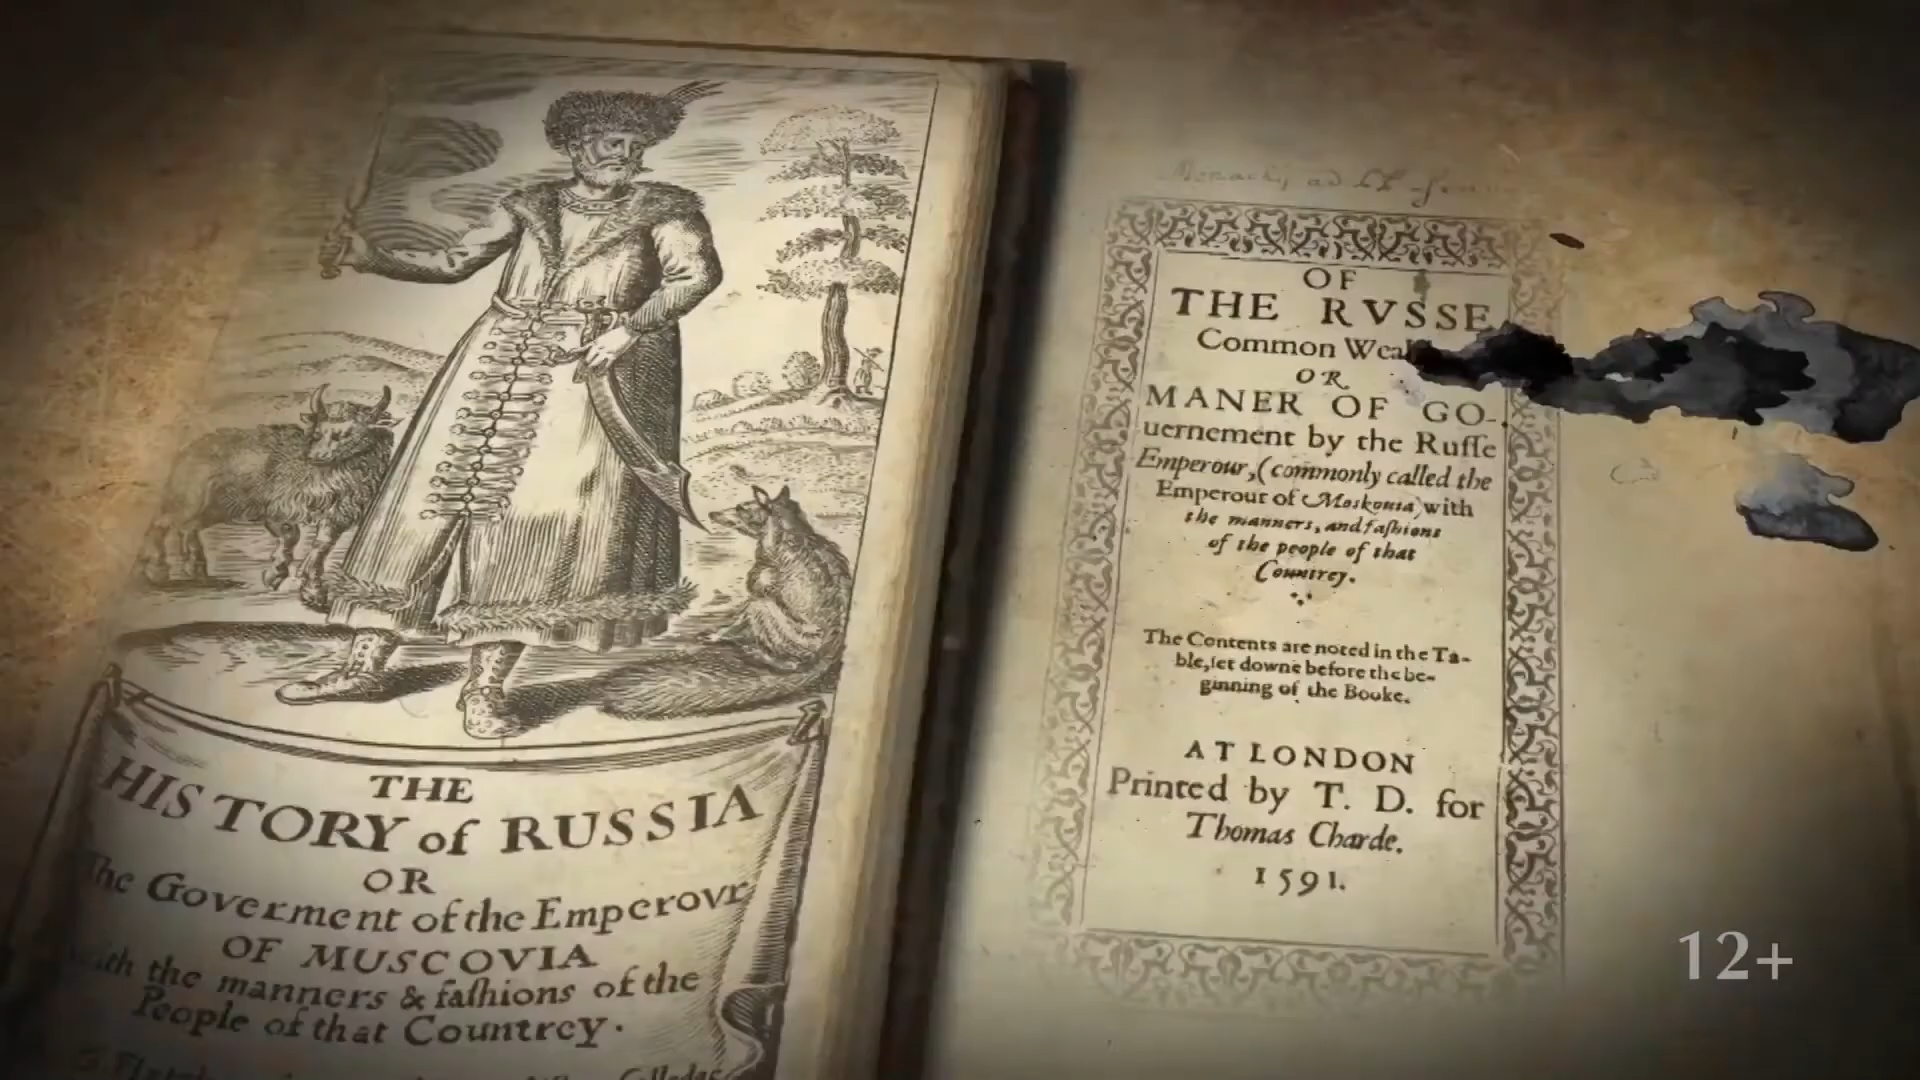 THE
HISTORY of RUSSIA
OR
The Goverment of the Emperovr
OF MUSCOVIA
with the manners & faſhions of the
People of that Countrey.
OF
THE RVSSE
Common
OR
MANER OF GO-
uernement by the Ruſſe
Emperour, (commonly called the
Emperour of Moskouia) with
the manners, and faſhions
of the people of that
Countrey.
The Contents are noted in the Ta-
ble, ſet downe before the be-
ginning of the Booke.
AT LONDON
Printed by T. D. for
Thomas Charde.
1591.
12+